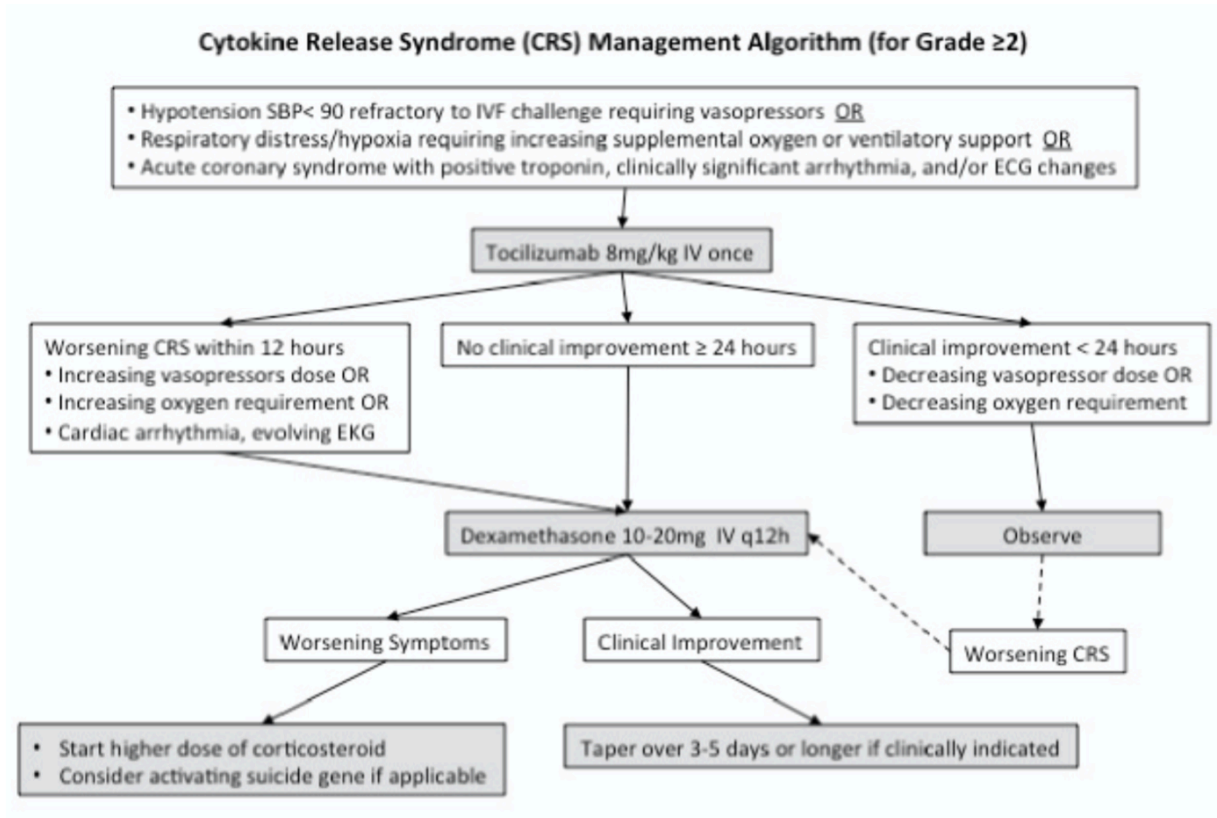 Cytokine Release Syndrome (CRS) Management Algorithm (for Grade ≥2)
• Hypotension SBP< 90 refractory to IVF challenge requiring vasopressors OR
• Respiratory distress/hypoxia requiring increasing supplemental oxygen or ventilatory support OR
• Acute coronary syndrome with positive troponin, clinically significant arrhythmia, and/or ECG changes
Tocilizumab 8mg/kg IV once
Worsening CRS within 12 hours
• Increasing vasopressors dose OR
• Increasing oxygen requirement OR
• Cardiac arrhythmia, evolving EKG
No clinical improvement ≥ 24 hours
Clinical improvement < 24 hours
• Decreasing vasopressor dose OR
• Decreasing oxygen requirement
Dexamethasone 10-20mg IV q12h
Observe
Worsening Symptoms
Clinical Improvement
Worsening CRS
• Start higher dose of corticosteroid
• Consider activating suicide gene if applicable
Taper over 3-5 days or longer if clinically indicated